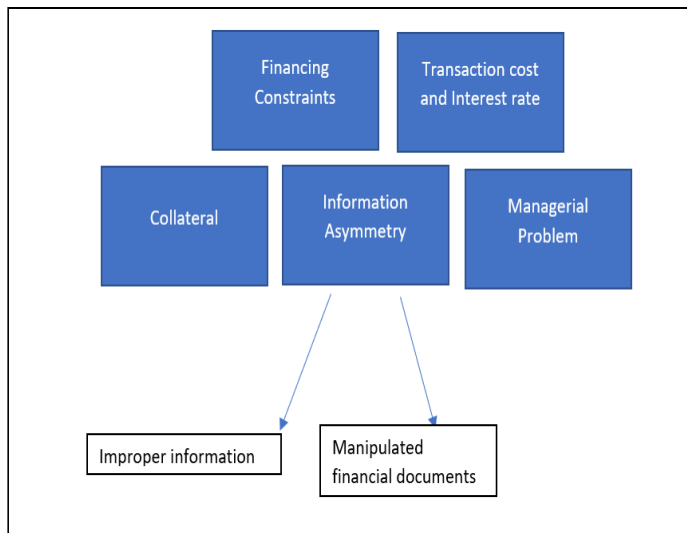 Financing
Constraints
Transaction cost
and Interest rate
Collateral
Information
Asymmetry
Managerial
Problem
Improper information
Manipulated
financial documents